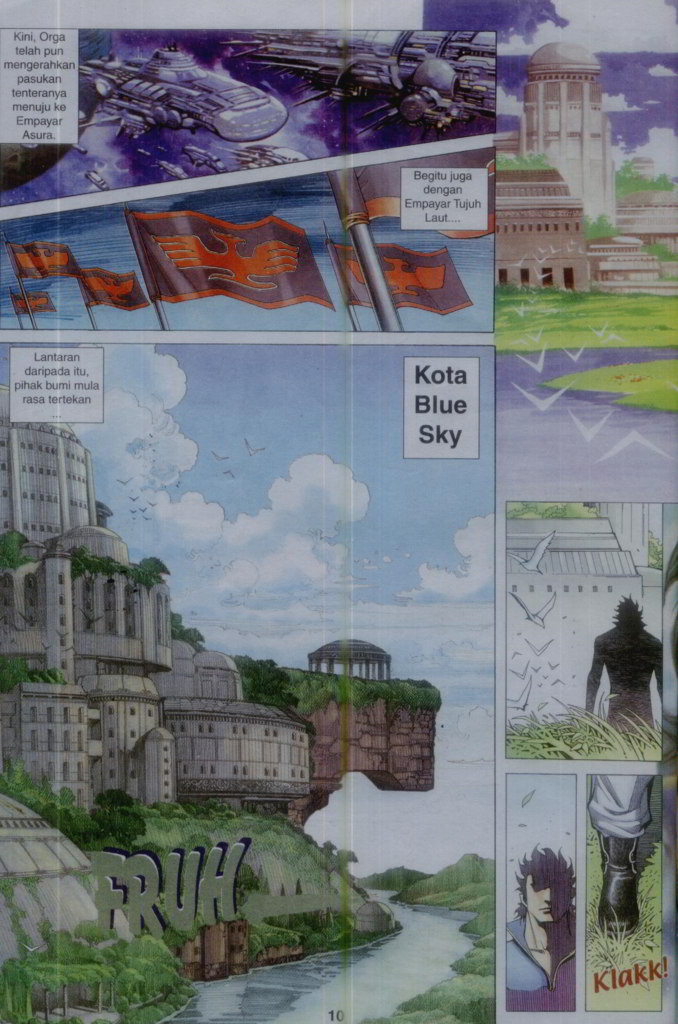 Kini, Orga
telah pun
mengerahkan
pasukan
tenteranya
menuju ke
Empayar
Asura.
Begitu juga
dengan
Empayar Tujuh
Laut....
Lantaran
daripada itu,
pihak bumi mula
rasa tertekan
...
Kota
Blue
Sky
FRUH
Klakk!
10